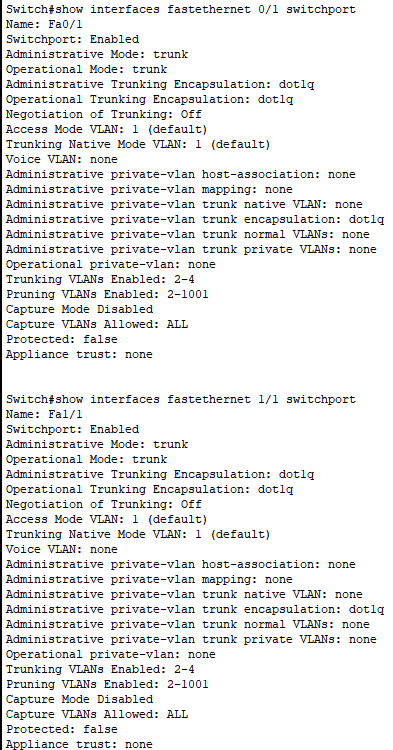 Switch#show interfaces fastethernet 0/1 switchport
Name: Fa0/1
Switchport: Enabled
Administrative Mode: trunk
Operational Mode: trunk
Administrative Trunking Encapsulation: dot1q
Operational Trunking Encapsulation: dot1q
Negotiation of Trunking: Off
Access Mode VLAN: 1 (default)
Trunking Native Mode VLAN: 1 (default)
Voice VLAN: none
Administrative private-vlan host-association: none
Administrative private-vlan mapping: none
Administrative private-vlan trunk native VLAN: none
Administrative private-vlan trunk encapsulation: dot1q
Administrative private-vlan trunk normal VLANs: none
Administrative private-vlan trunk private VLANs: none
Operational private-vlan: none
Trunking VLANs Enabled: 2-4
Pruning VLANs Enabled: 2-1001
Capture Mode Disabled
Capture VLANs Allowed: ALL
Protected: false
Appliance trust: none
Switch#show interfaces fastethernet 1/1 switchport
Name: Fa1/1
Switchport: Enabled
Administrative Mode: trunk
Operational Mode: trunk
Administrative Trunking Encapsulation: dot1q
Operational Trunking Encapsulation: dot1q
Negotiation of Trunking: Off
Access Mode VLAN: 1 (default)
Trunking Native Mode VLAN: 1 (default)
Voice VLAN: none
Administrative private-vlan host-association: none
Administrative private-vlan mapping: none
Administrative private-vlan trunk native VLAN: none
Administrative private-vlan trunk encapsulation: dot1q
Administrative private-vlan trunk normal VLANs: none
Administrative private-vlan trunk private VLANs: none
Operational private-vlan: none
Trunking VLANs Enabled: 2-4
Pruning VLANs Enabled: 2-1001
Capture Mode Disabled
Capture VLANs Allowed: ALL
Protected: false
Appliance trust: none